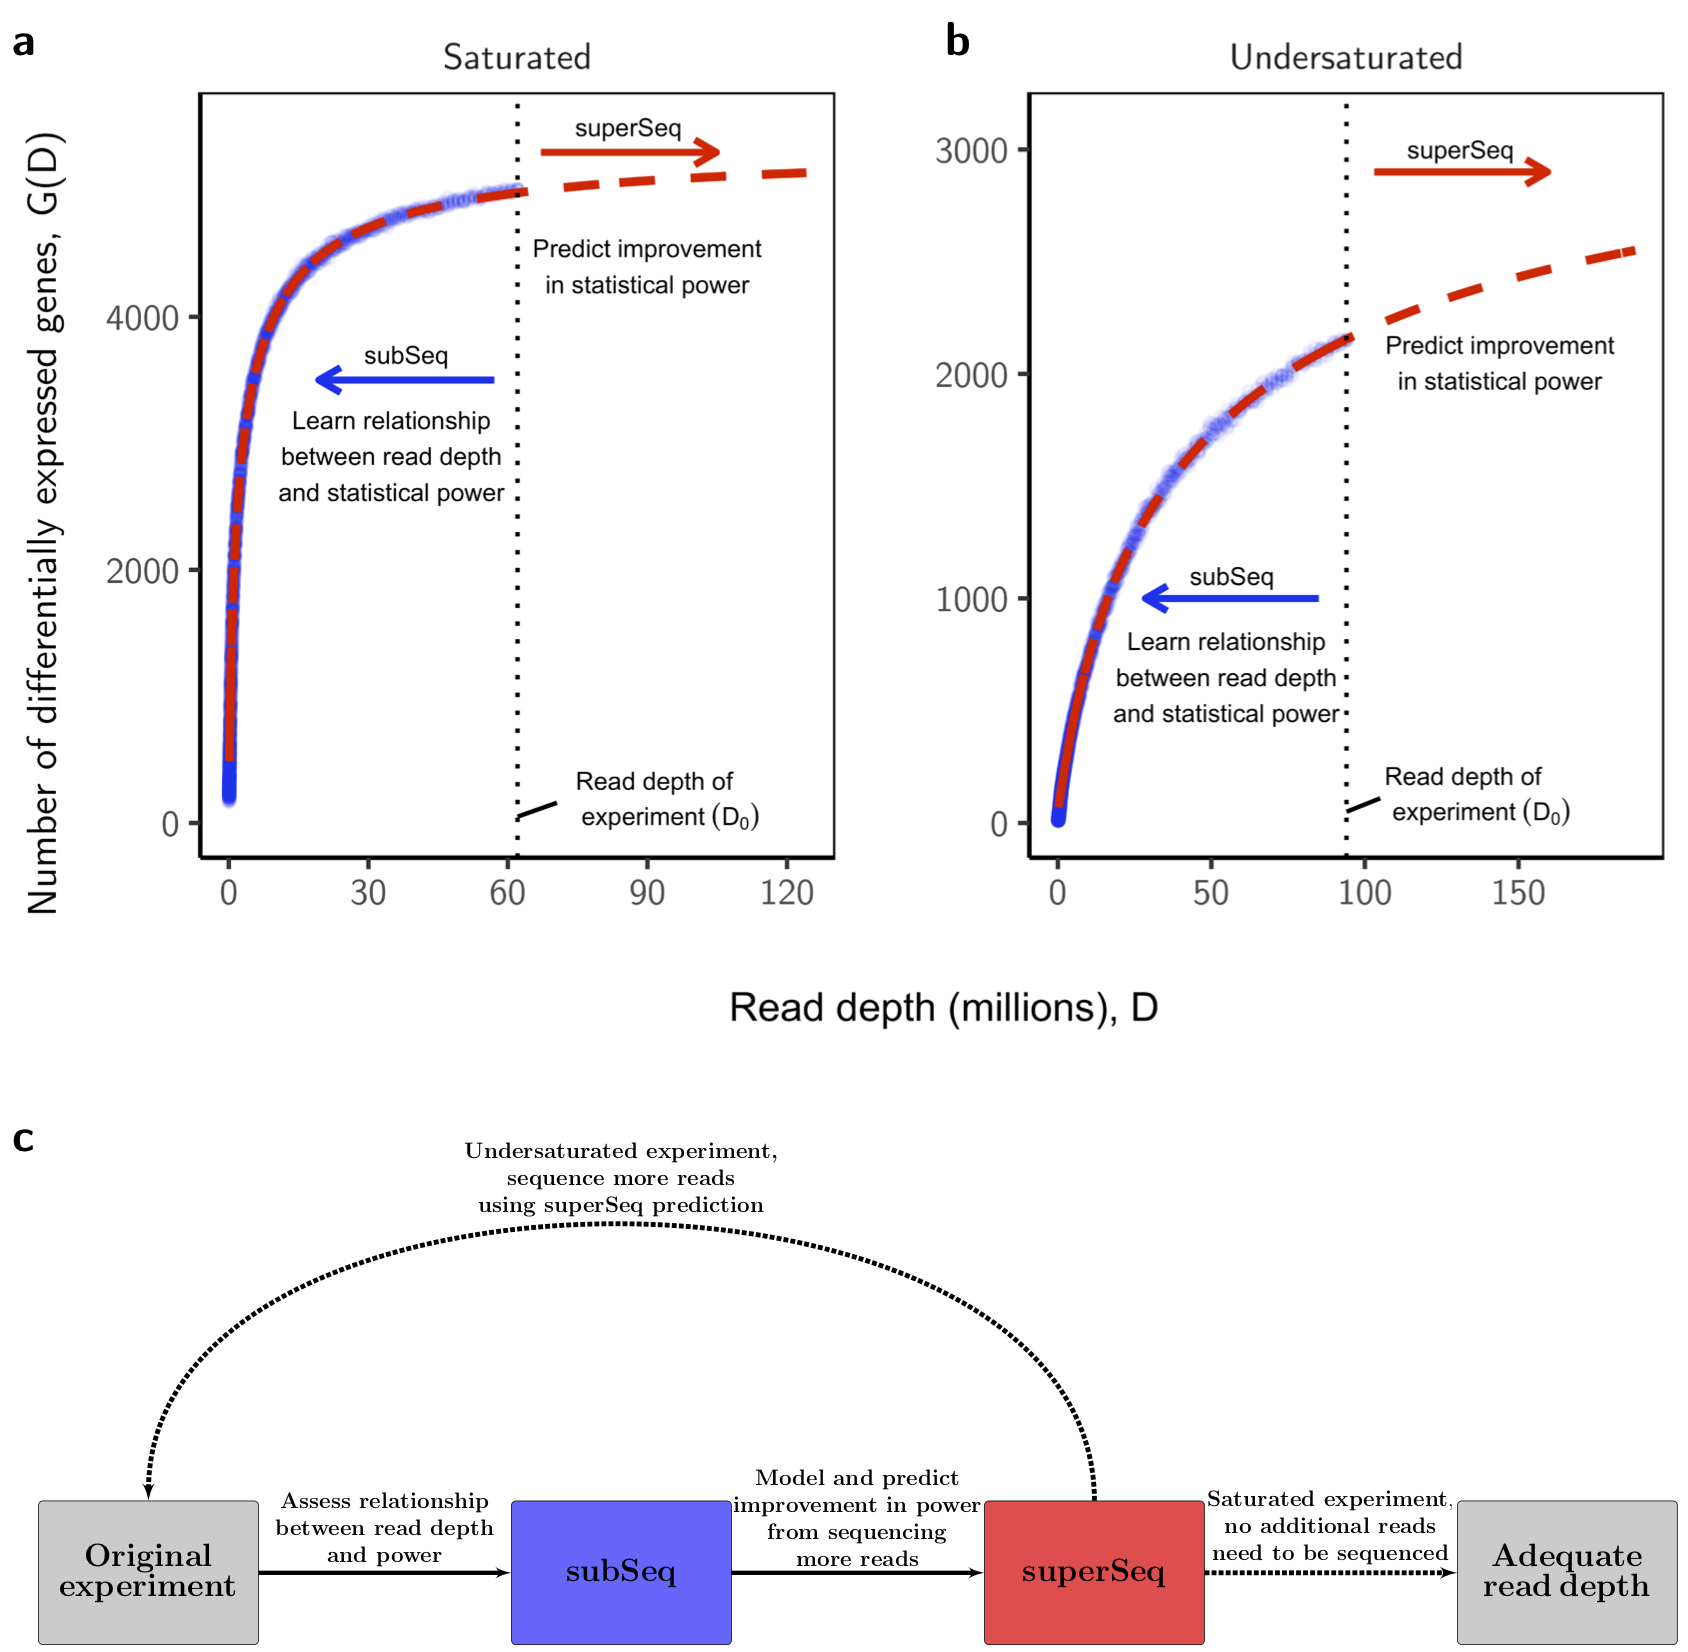 a
Saturated
superSeq
Predict improvement
in statistical power
subSeq
Learn relationship
between read depth
and statistical power
Read depth of
experiment (D₀)
Number of differentially expressed genes, G(D)
4000
2000
0
0 30 60 90 120
b
Undersaturated
superSeq
Predict improvement
in statistical power
subSeq
Learn relationship
between read depth
and statistical power
Read depth of
experiment (D₀)
3000
2000
1000
0
0 50 100 150
Read depth (millions), D
c
Undersaturated experiment,
sequence more reads
using superSeq prediction
Original
experiment
Assess relationship
between read depth
and power
subSeq
Model and predict
improvement in power
from sequencing
more reads
superSeq
Saturated experiment,
no additional reads
need to be sequenced
Adequate
read depth